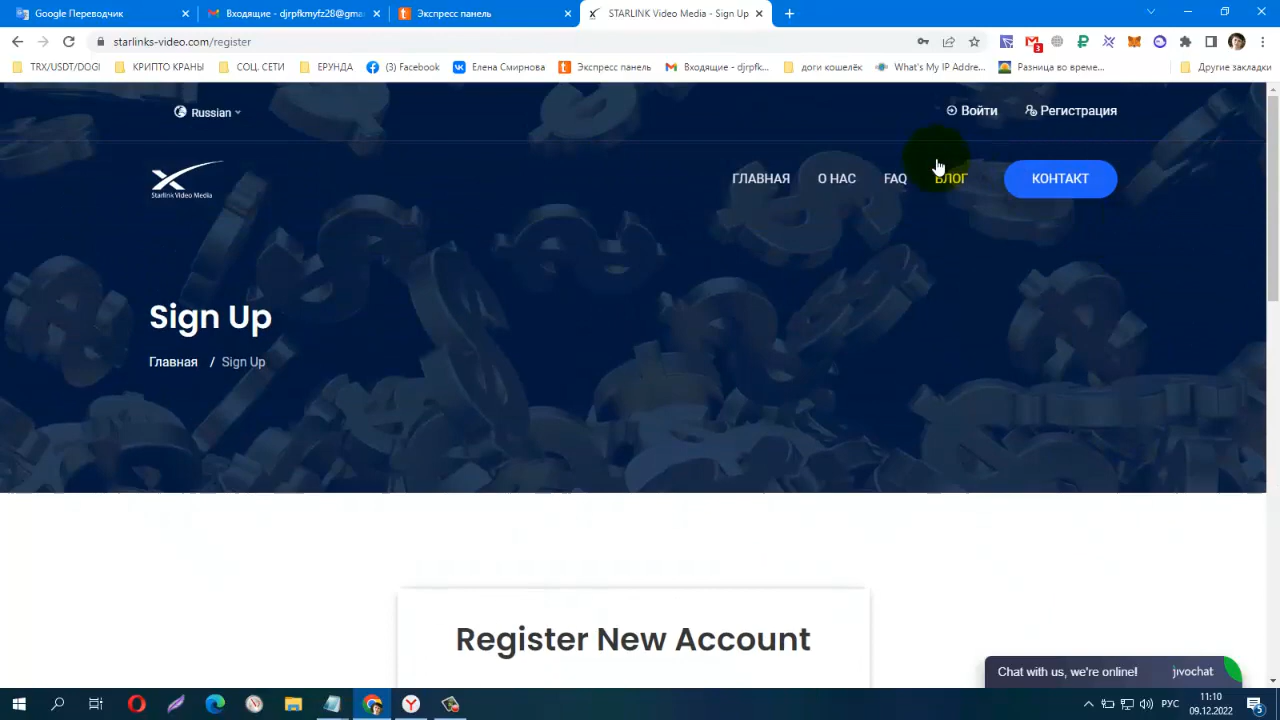 Google Переводчик
Входящие - djrpfkmyfz28@gmai
Экспресс панель
STARLINK Video Media - Sign Up
starlinks-video.com/register
3
TRX/USDT/DOGI
КРИПТО КРАНЫ
СОЦ. СЕТИ
ЕРУНДА
(3) Facebook
Елена Смирнова
Экспресс панель
Входящие - djrpfk...
доги кошелёк
What's My IP Addre...
Разница во време...
Другие закладки
Russian
Войти
Регистрация
Starlink Video Media
ГЛАВНАЯ
О НАС
FAQ
БЛОГ
КОНТАКТ
Sign Up
Главная / Sign Up
Register New Account
Chat with us, we're online!
jivochat
РУС
11:10
09.12.2022
5